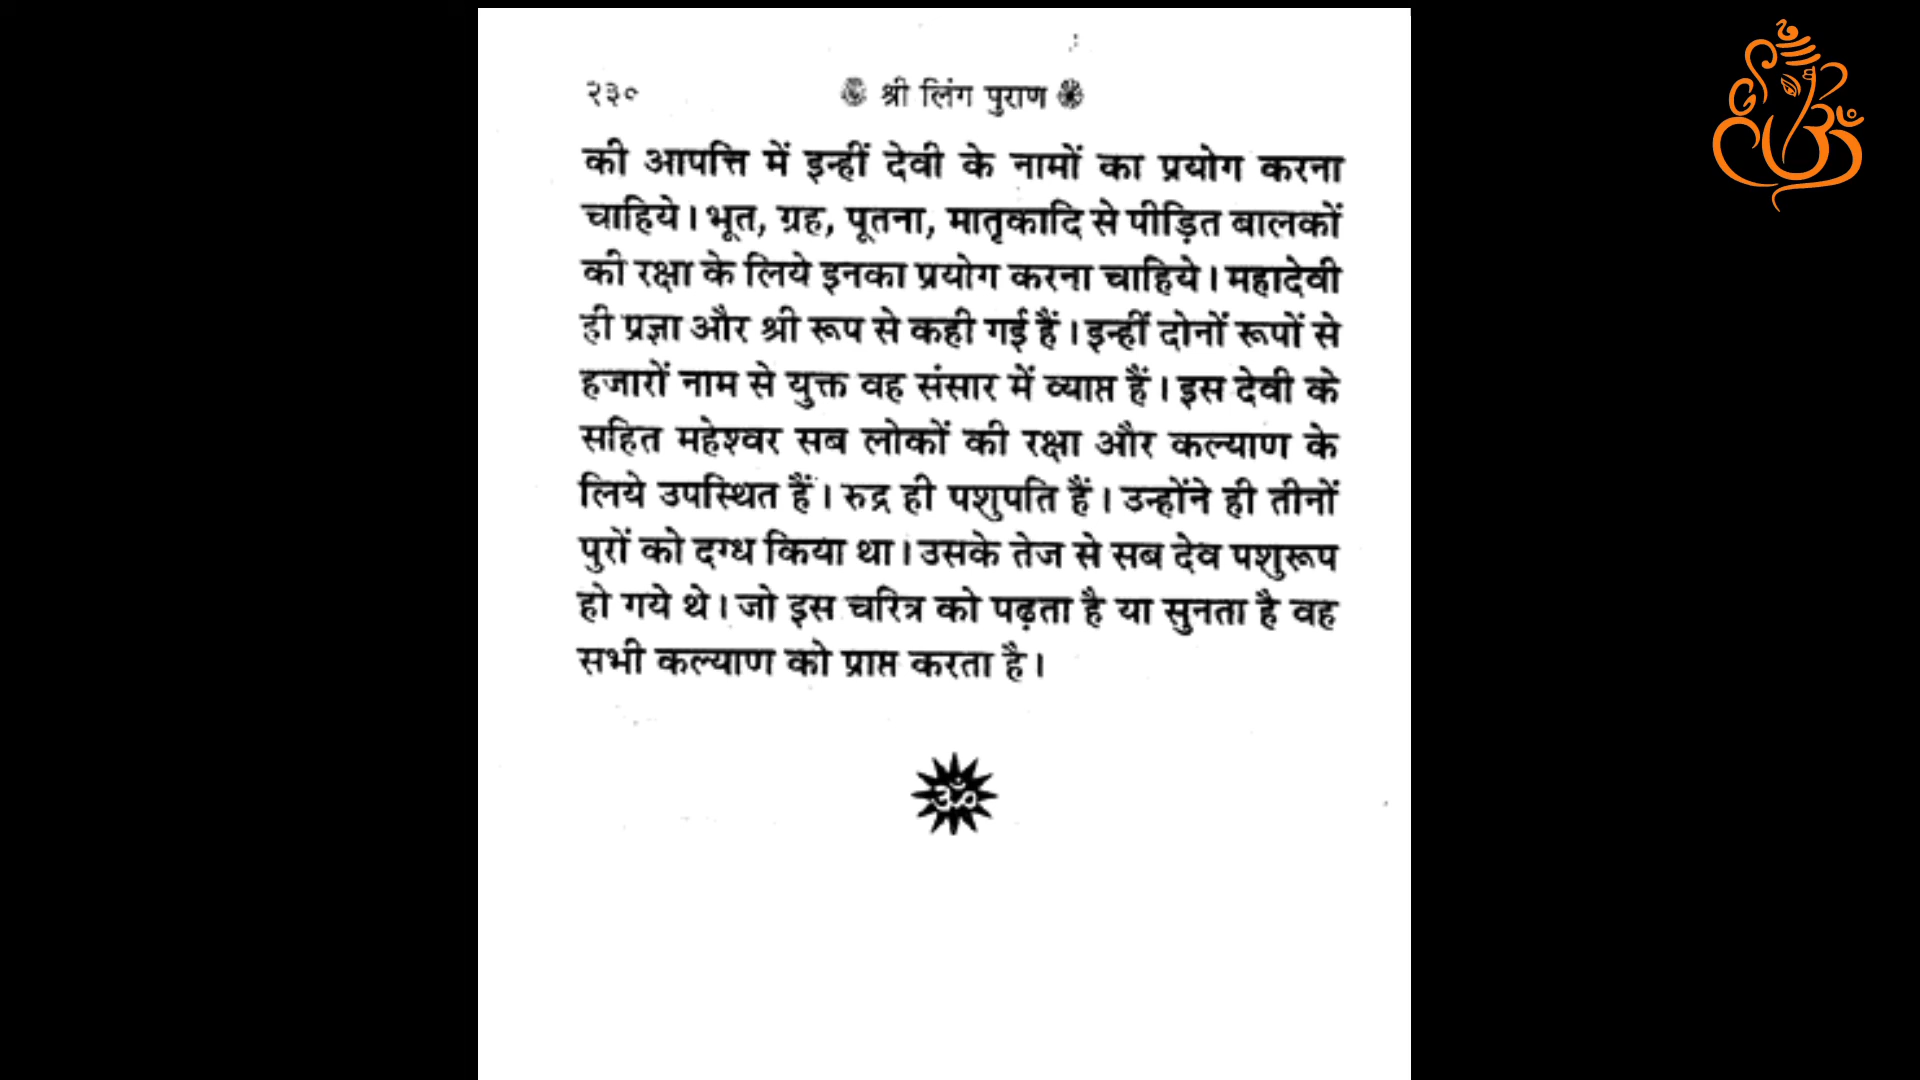 २३० श्री लिंग पुराण
की आपत्ति में इन्हीं देवी के नामों का प्रयोग करना
चाहिये। भूत, ग्रह, पूतना, मातृकादि से पीड़ित बालकों
की रक्षा के लिये इनका प्रयोग करना चाहिये। महादेवी
ही प्रज्ञा और श्री रूप से कही गई हैं। इन्हीं दोनों रूपों से
हजारों नाम से युक्त वह संसार में व्याप्त हैं। इस देवी के
सहित महेश्वर सब लोकों की रक्षा और कल्याण के
लिये उपस्थित हैं। रुद्र ही पशुपति हैं। उन्होंने ही तीनों
पुरों को दग्ध किया था। उसके तेज से सब देव पशुरूप
हो गये थे। जो इस चरित्र को पढ़ता है या सुनता है वह
सभी कल्याण को प्राप्त करता है।
ॐ